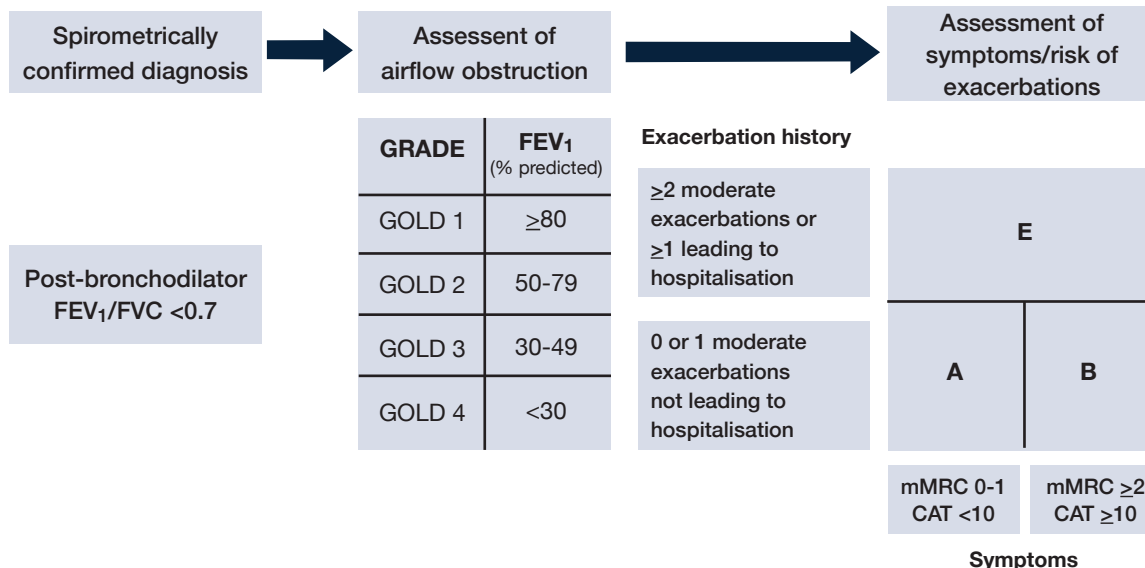 Spirometrically
confirmed diagnosis
Assessent of
airflow obstruction
Assessment of
symptoms/risk of
exacerbations
Post-bronchodilator
FEV₁/FVC <0.7
GRADE FEV₁
(% predicted)
GOLD 1 ≥80
GOLD 2 50-79
GOLD 3 30-49
GOLD 4 <30
Exacerbation history
≥2 moderate
exacerbations or
≥1 leading to
hospitalisation
0 or 1 moderate
exacerbations
not leading to
hospitalisation
E
A B
mMRC 0-1
CAT <10
mMRC ≥2
CAT ≥10
Symptoms